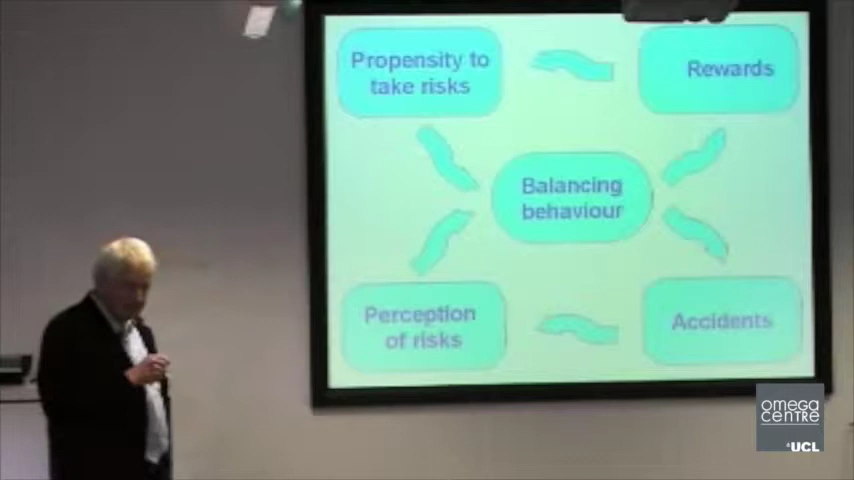 Propensity to
take risks
Rewards
Balancing
behaviour
Perception
of risks
Accidents
omega
centre
UCL